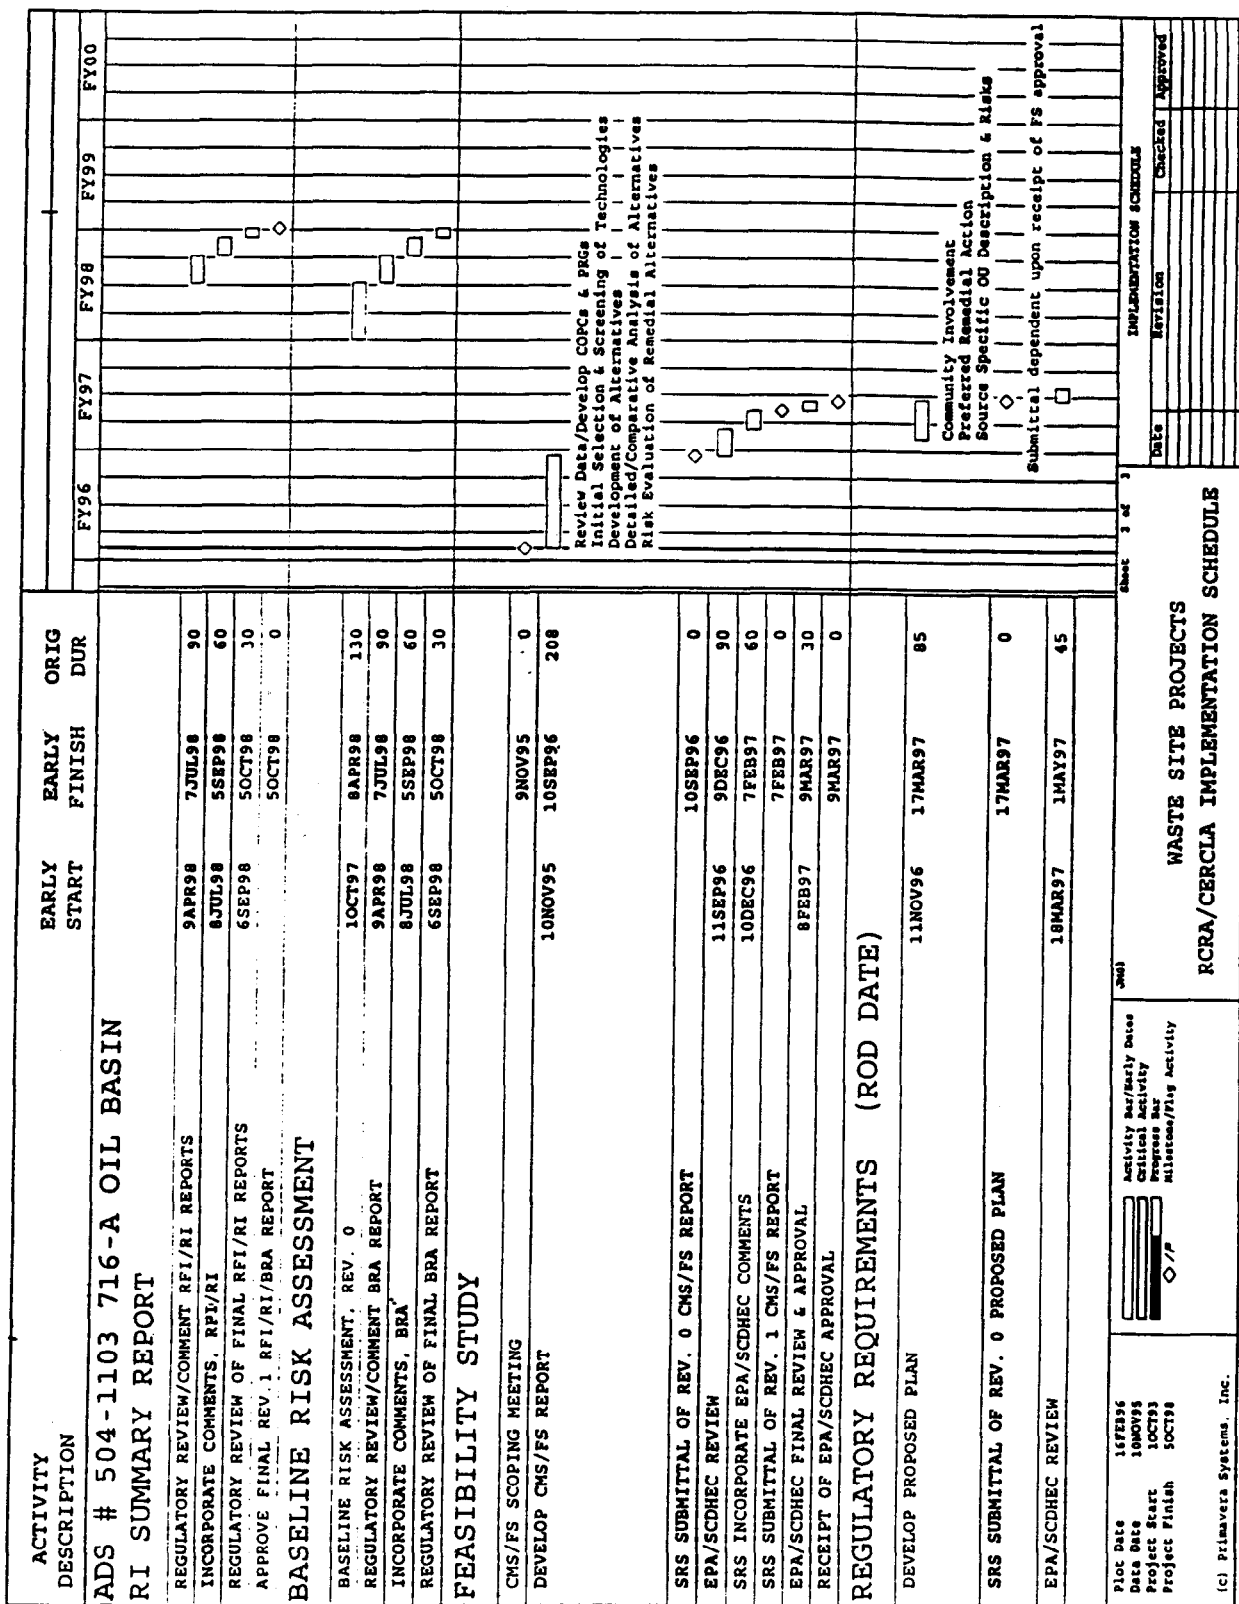 ACTIVITY DESCRIPTION EARLY START EARLY FINISH ORIG DUR FY96 FY97 FY98 FY99 FY00
ADS # 504-1103 716-A OIL BASIN
RI SUMMARY REPORT
REGULATORY REVIEW/COMMENT RFI/RI REPORTS 9APR98 7JUL98 90
INCORPORATE COMMENTS, RFI/RI 8JUL98 5SEP98 60
REGULATORY REVIEW OF FINAL RFI/RI REPORTS 6SEP98 5OCT98 30
APPROVE FINAL REV.1 RFI/RI/BRA REPORT 5OCT98 0
BASELINE RISK ASSESSMENT
BASELINE RISK ASSESSMENT, REV. 0 1OCT97 8APR98 130
REGULATORY REVIEW/COMMENT BRA REPORT 9APR98 7JUL98 90
INCORPORATE COMMENTS, BRA 8JUL98 5SEP98 60
REGULATORY REVIEW OF FINAL BRA REPORT 6SEP98 5OCT98 30
FEASIBILITY STUDY
CMS/FS SCOPING MEETING 9NOV95 0
DEVELOP CMS/FS REPORT 10NOV95 10SEP96 208
Review Data/Develop COPCs & PRGs
Initial Selection & Screening of Technologies
Development of Alternatives
Detailed/Comparative Analysis of Alternatives
Risk Evaluation of Remedial Alternatives
SRS SUBMITTAL OF REV. 0 CMS/FS REPORT 10SEP96 0
EPA/SCDHEC REVIEW 11SEP96 9DEC96 90
SRS INCORPORATE EPA/SCDHEC COMMENTS 10DEC96 7FEB97 60
SRS SUBMITTAL OF REV. 1 CMS/FS REPORT 7FEB97 0
EPA/SCDHEC FINAL REVIEW & APPROVAL 8FEB97 9MAR97 30
RECEIPT OF EPA/SCDHEC APPROVAL 9MAR97 0
REGULATORY REQUIREMENTS (ROD DATE)
DEVELOP PROPOSED PLAN 11NOV96 17MAR97 85
Community Involvement
Preferred Remedial Action
Source Specific OU Description & Risks
SRS SUBMITTAL OF REV. 0 PROPOSED PLAN 17MAR97 0
Submittal dependent upon receipt of FS approval
EPA/SCDHEC REVIEW 18MAR97 1MAY97 45
Plot Date 16FEB96
Data Date 10NOV95
Project Start 1OCT93
Project Finish 5OCT98
(c) Primavera Systems, Inc.
Activity Bar/Early Dates
Critical Activity
Progress Bar
Milestone/Flag Activity
WASTE SITE PROJECTS
RCRA/CERCLA IMPLEMENTATION SCHEDULE
Sheet 3 of 3
IMPLEMENTATION SCHEDULE
Date Revision Checked Approved